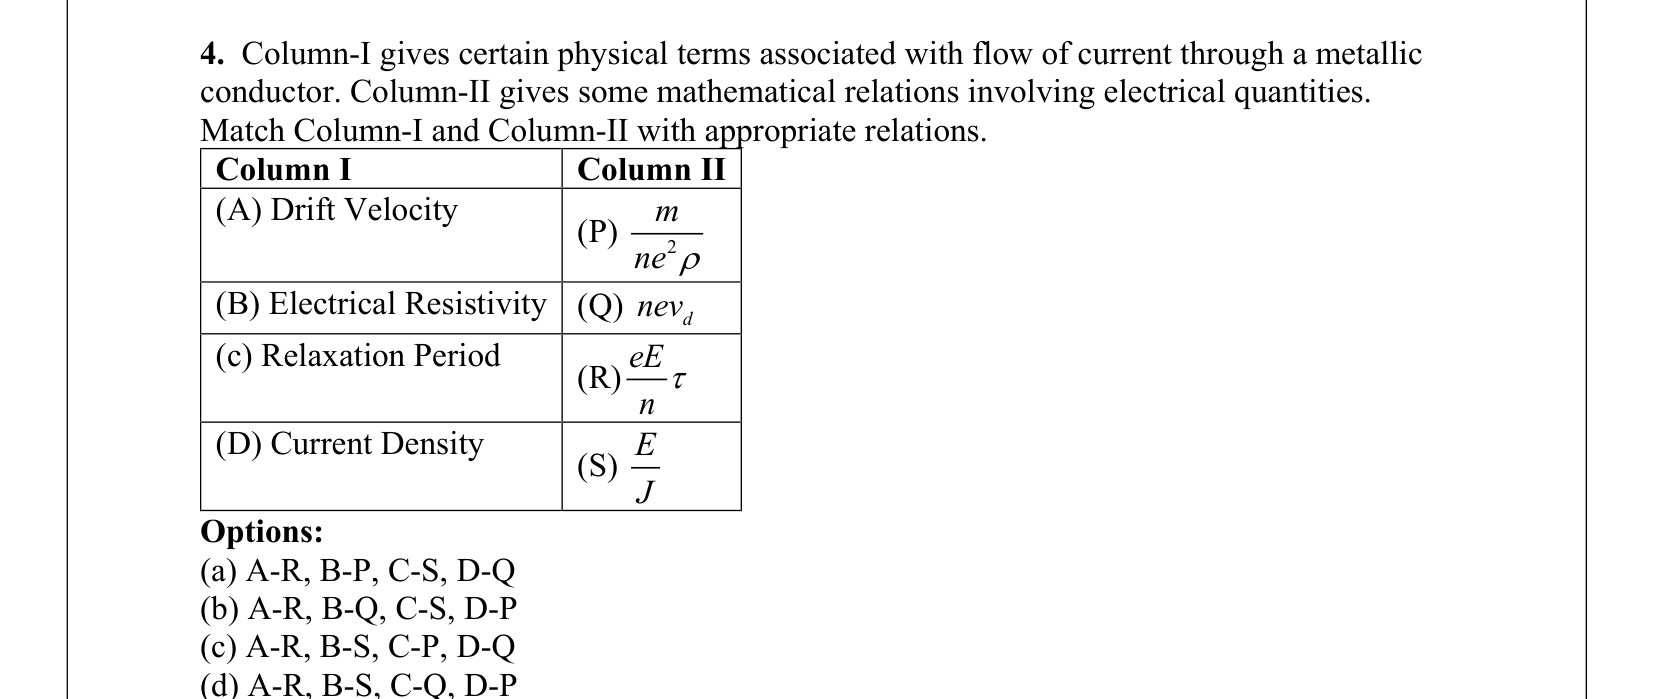 4. Column-I gives certain physical terms associated with flow of current through a metallic
conductor. Column-II gives some mathematical relations involving electrical quantities.
Match Column-I and Column-II with appropriate relations.
Column I Column II
(A) Drift Velocity (P) m/(ne²ρ)
(B) Electrical Resistivity (Q) nev_d
(c) Relaxation Period (R) eE/n τ
(D) Current Density (S) E/J
Options:
(a) A-R, B-P, C-S, D-Q
(b) A-R, B-Q, C-S, D-P
(c) A-R, B-S, C-P, D-Q
(d) A-R, B-S, C-Q, D-P